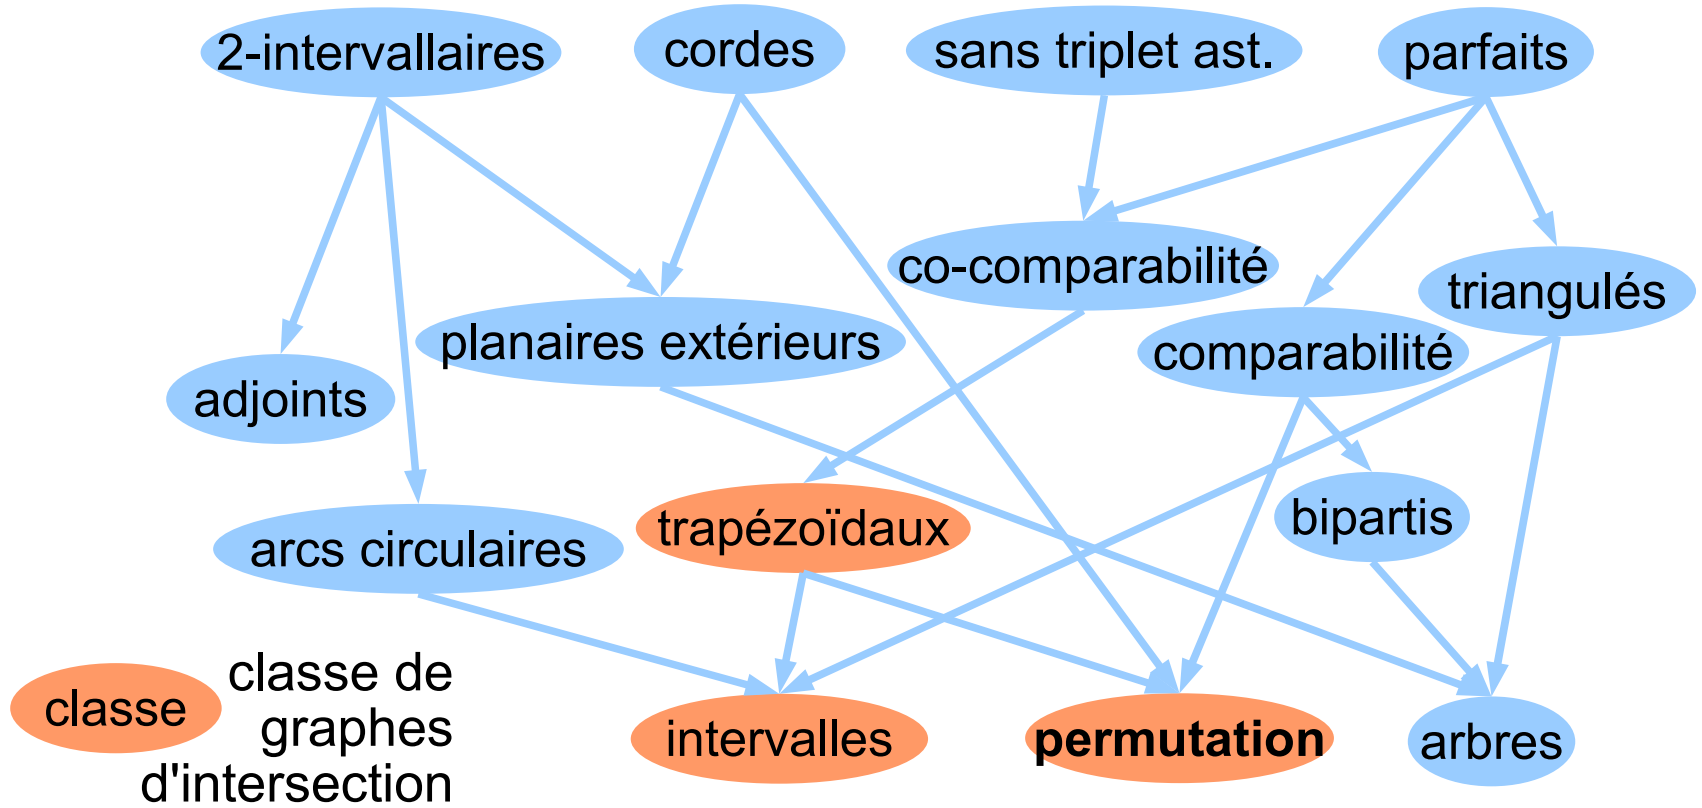 2-intervallaires
cordes
sans triplet ast.
parfaits
co-comparabilité
triangulés
planaires extérieurs
comparabilité
adjoints
bipartis
trapézoïdaux
arcs circulaires
classe
classe de
graphes
d'intersection
intervalles
permutation
arbres